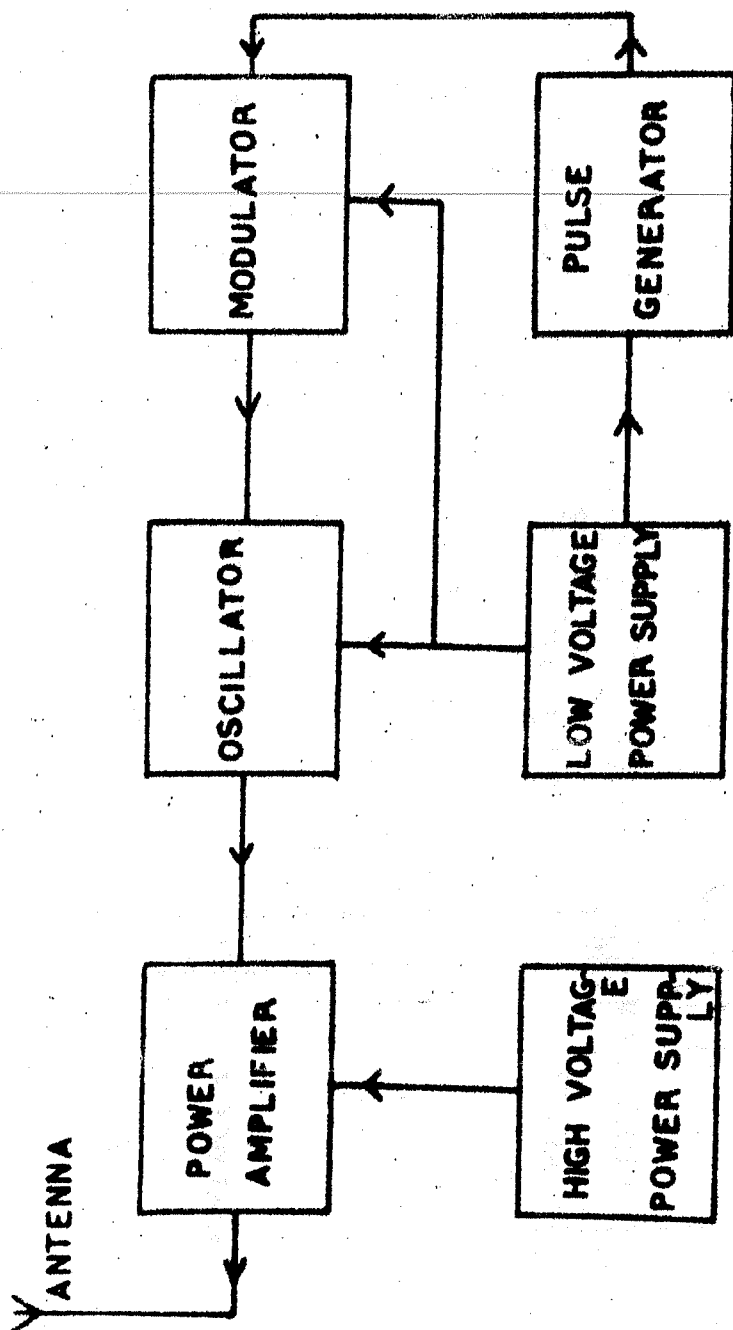 ANTENNA
POWER
AMPLIFIER
OSCILLATOR
MODULATOR
HIGH VOLTAG-
E
POWER SUPP-
LY
LOW VOLTAGE
POWER SUPPLY
PULSE
GENERATOR